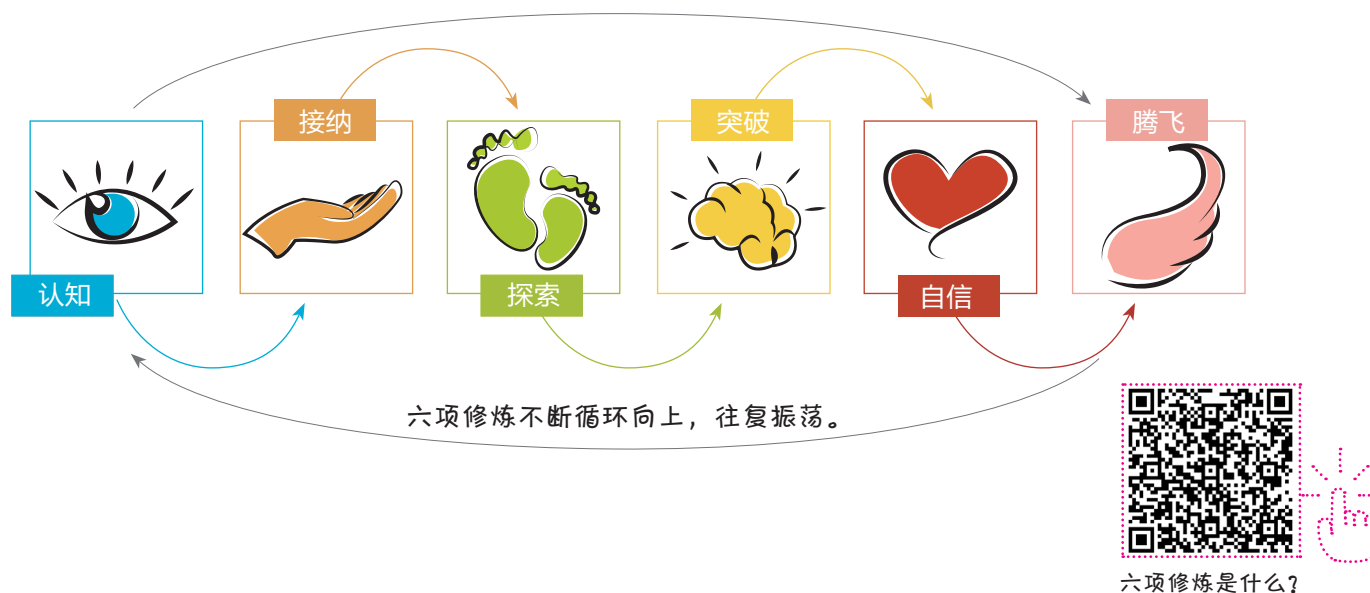 认知
接纳
探索
突破
自信
腾飞
六项修炼不断循环向上，往复振荡。
六项修炼是什么？